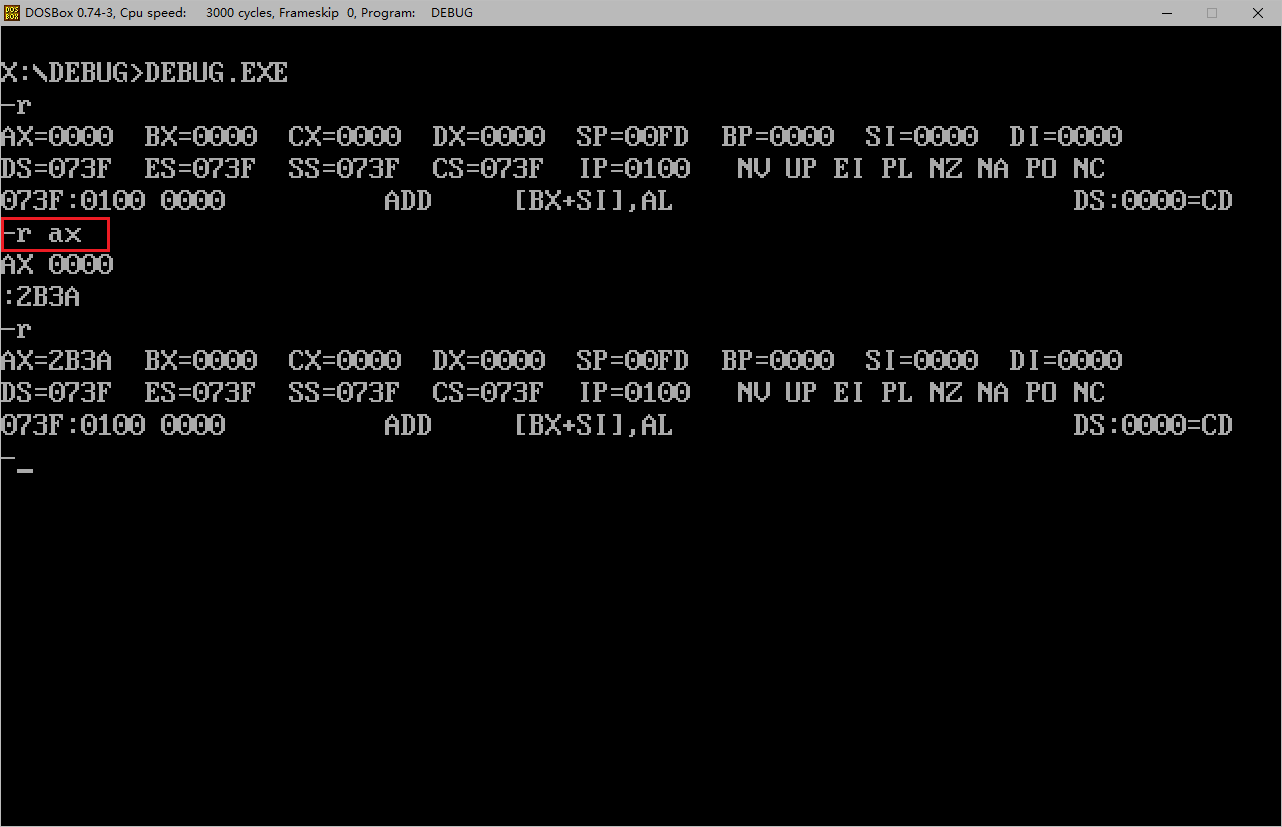 DOSBox 0.74-3, Cpu speed: 3000 cycles, Frameskip 0, Program: DEBUG
X:\DEBUG>DEBUG.EXE
-r
AX=0000 BX=0000 CX=0000 DX=0000 SP=00FD BP=0000 SI=0000 DI=0000
DS=073F ES=073F SS=073F CS=073F IP=0100 NV UP EI PL NZ NA PO NC
073F:0100 0000 ADD [BX+SI],AL DS:0000=CD
-r ax
AX 0000
:2B3A
-r
AX=2B3A BX=0000 CX=0000 DX=0000 SP=00FD BP=0000 SI=0000 DI=0000
DS=073F ES=073F SS=073F CS=073F IP=0100 NV UP EI PL NZ NA PO NC
073F:0100 0000 ADD [BX+SI],AL DS:0000=CD
-_